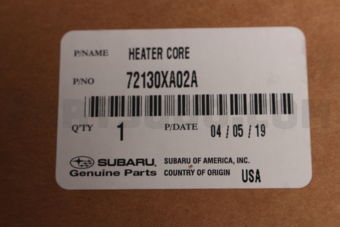 P/NAME HEATER CORE
P/NO 72130XA02A
Q'TY 1 P/DATE 04/05/19
SUBARU SUBARU OF AMERICA, INC.
Genuine Parts COUNTRY OF ORIGIN USA